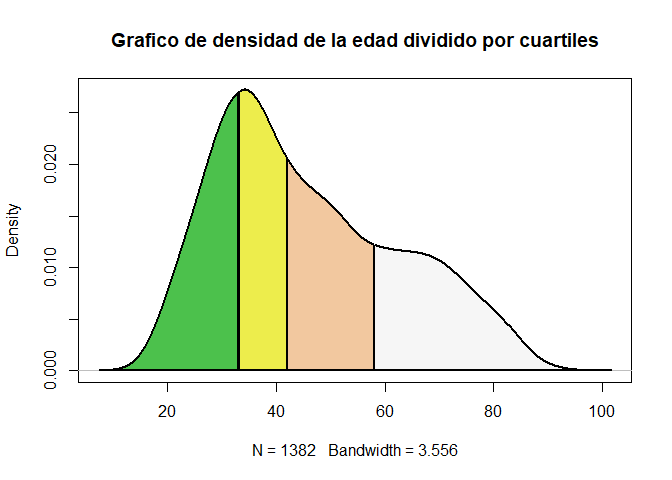 Grafico de densidad de la edad dividido por cuartiles
Density
0.020
0.010
0.000
20 40 60 80 100
N = 1382 Bandwidth = 3.556